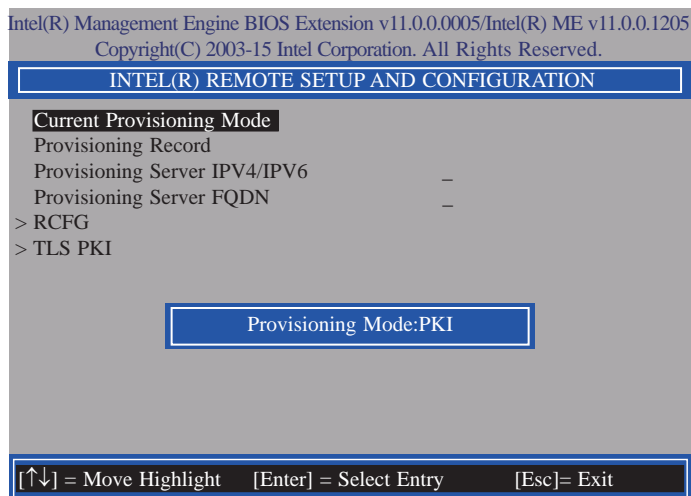 Intel(R) Management Engine BIOS Extension v11.0.0.0005/Intel(R) ME v11.0.0.1205
Copyright(C) 2003-15 Intel Corporation. All Rights Reserved.
INTEL(R) REMOTE SETUP AND CONFIGURATION
Current Provisioning Mode
Provisioning Record
Provisioning Server IPV4/IPV6 _
Provisioning Server FQDN _
> RCFG
> TLS PKI
Provisioning Mode:PKI
[↑↓] = Move Highlight [Enter] = Select Entry [Esc]= Exit